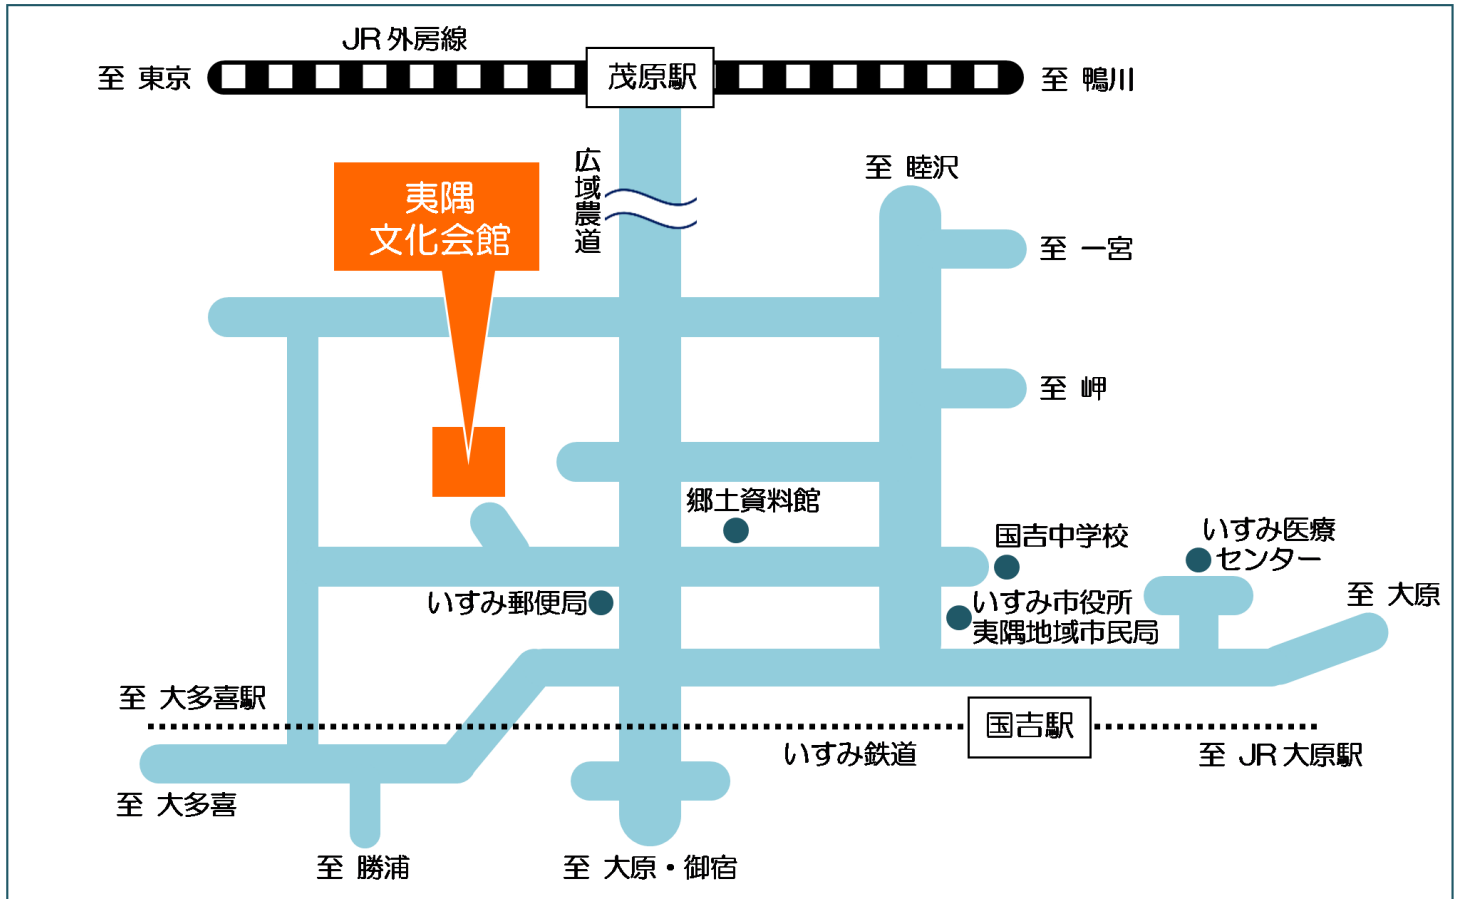 JR 外房線
至 東京
茂原駅
至 鴨川
広域農道
至 睦沢
夷隅
文化会館
至 一宮
至 岬
郷土資料館
国吉中学校
いすみ医療
センター
いすみ郵便局
いすみ市役所
夷隅地域市民局
至 大原
至 大多喜駅
国吉駅
いすみ鉄道
至 JR 大原駅
至 大多喜
至 勝浦
至 大原・御宿